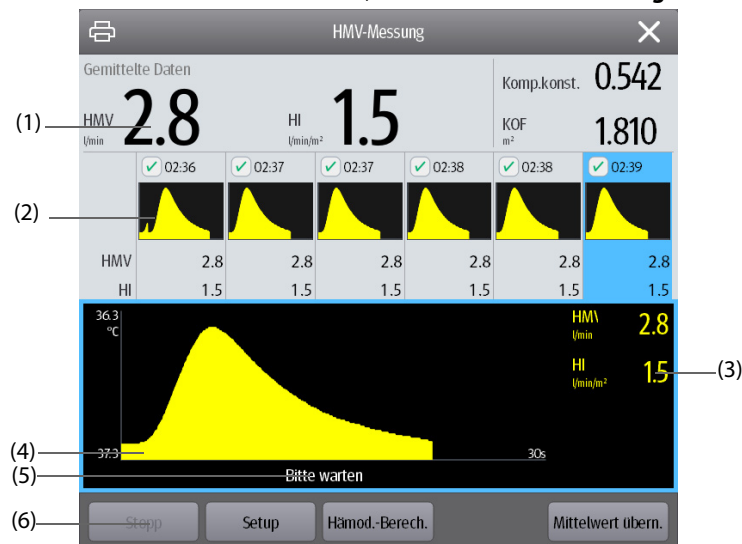 HMV-Messung
Gemittelte Daten
HMV l/min 2.8 HI l/min/m² 1.5
Komp.konst. 0.542
KOF m² 1.810
(1)
02:36 02:37 02:37 02:38 02:38 02:39
(2)
HMV 2.8 2.8 2.8 2.8 2.8 2.8
HI 1.5 1.5 1.5 1.5 1.5 1.5
36.3
°C
HM\ l/min 2.8
HI l/min/m² 1.5
(3)
(4)
37.3 30s
(5)
Bitte warten
(6)
Stopp Setup Hämod.-Berech. Mittelwert übern.